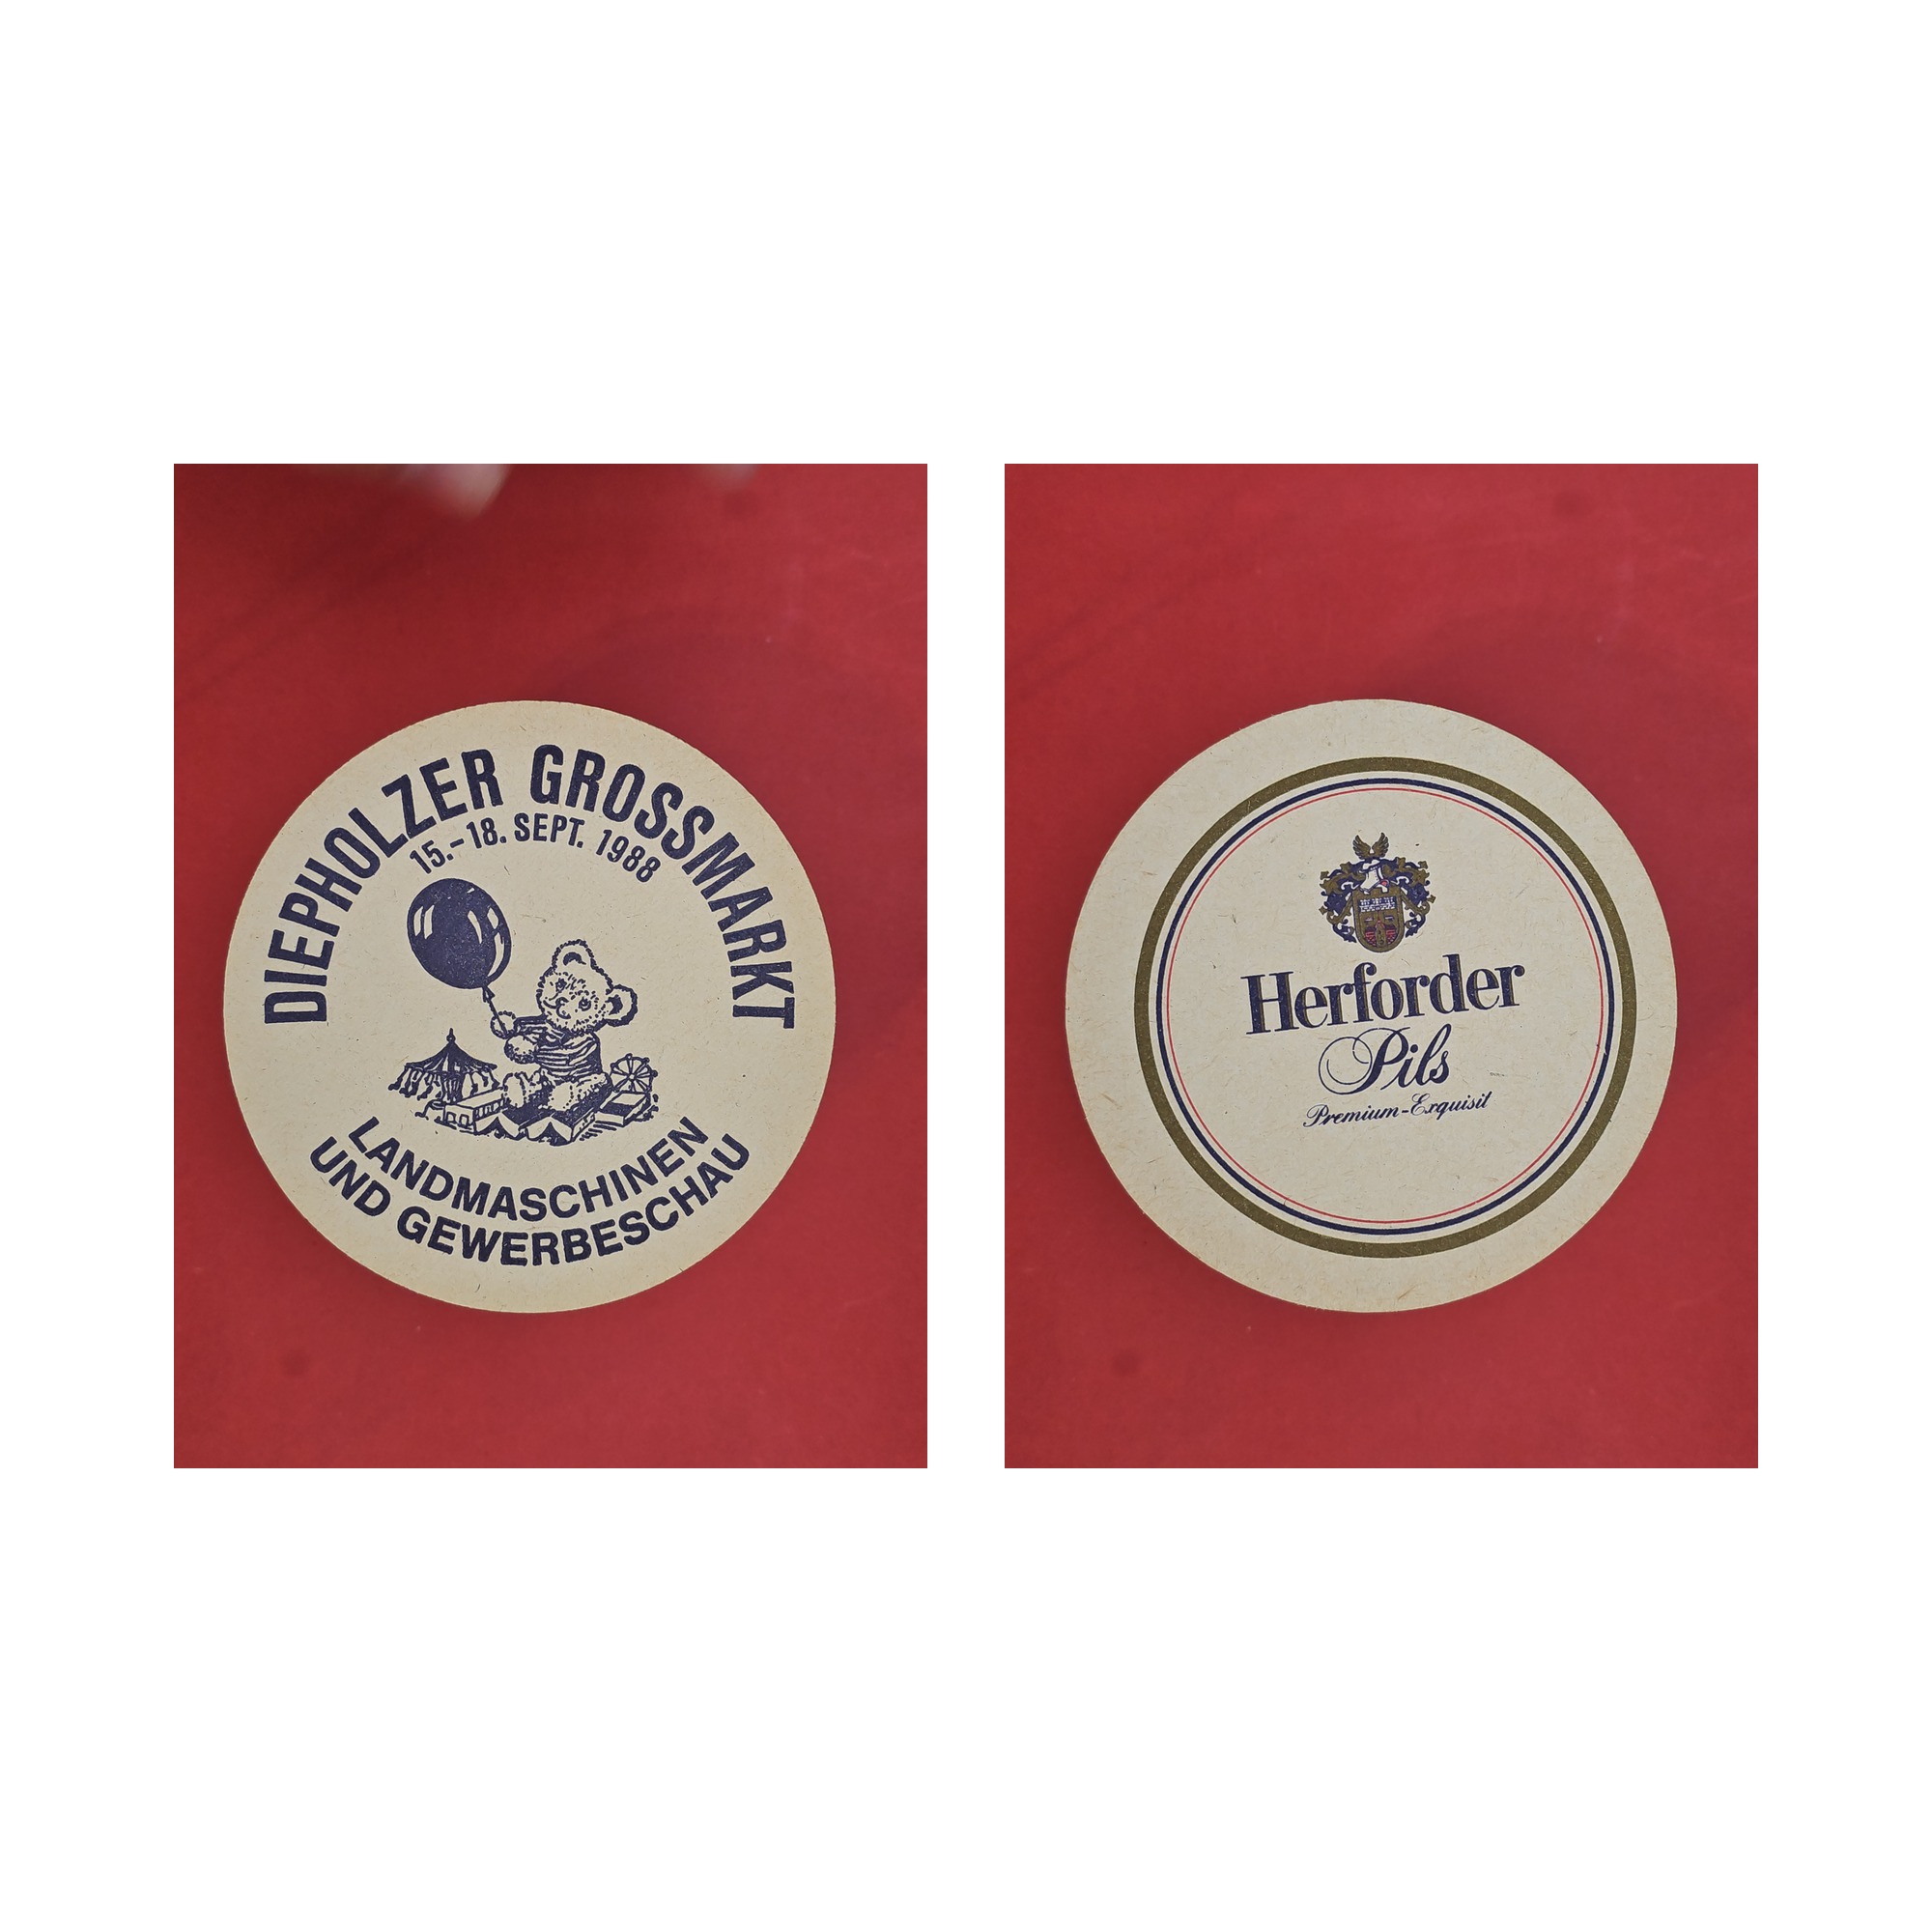 DIEPHOLZER GROSSMARKT
15.-18. SEPT. 1988
LANDMASCHINEN
UND GEWERBESCHAU
Herforder
Pils
Premium-Exquisit